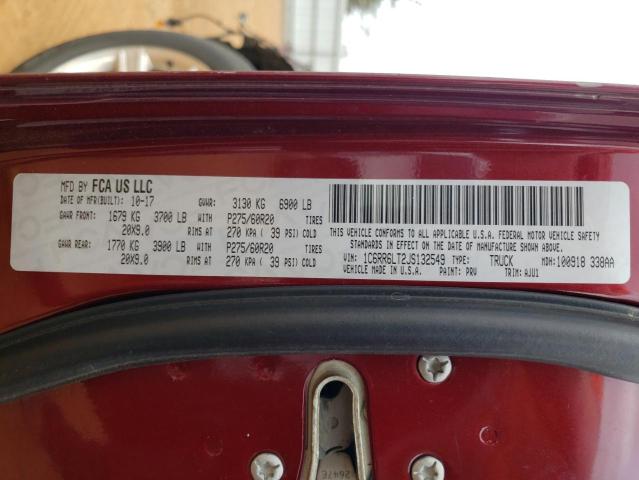 MFD BY FCA US LLC
DATE OF MFR(BUILT): 10-17 GVWR: 3130 KG 6900 LB
GAWR FRONT: 1679 KG 3700 LB WITH P275/60R20 TIRES
20X9.0 RIMS AT 270 KPA ( 39 PSI) COLD
GAWR REAR: 1770 KG 3900 LB WITH P275/60R20 TIRES
20X9.0 RIMS AT 270 KPA ( 39 PSI) COLD
THIS VEHICLE CONFORMS TO ALL APPLICABLE U.S.A. FEDERAL MOTOR VEHICLE SAFETY
STANDARDS IN EFFECT ON THE DATE OF MANUFACTURE SHOWN ABOVE.
VIN: 1C6RR6LT2JS132549 TYPE: TRUCK MDH:100918 338AA
VEHICLE MADE IN U.S.A. PAINT: PRV TRIM: AJU1
2647E